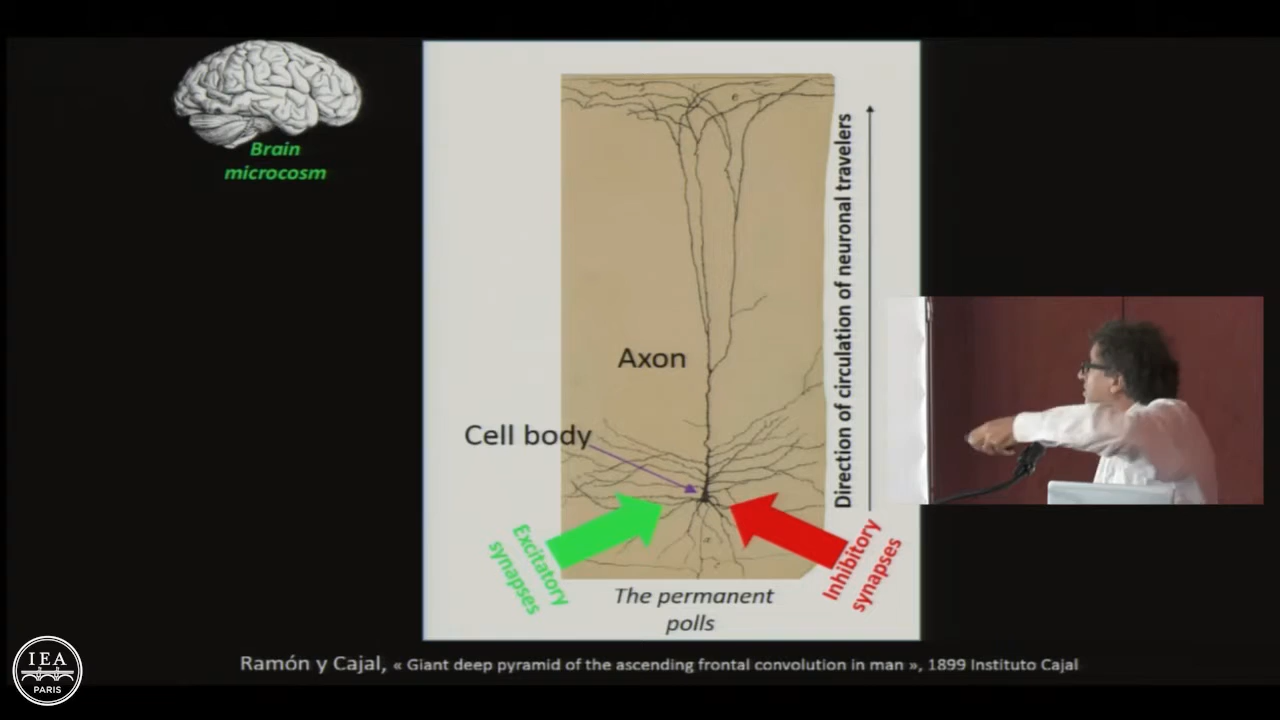 Brain
microcosm
Axon
Cell body
Excitatory
synapses
Inhibitory
synapses
Direction of circulation of neuronal travelers
The permanent
polls
Ramón y Cajal, « Giant deep pyramid of the ascending frontal convolution in man », 1899 Instituto Cajal
IEA
PARIS